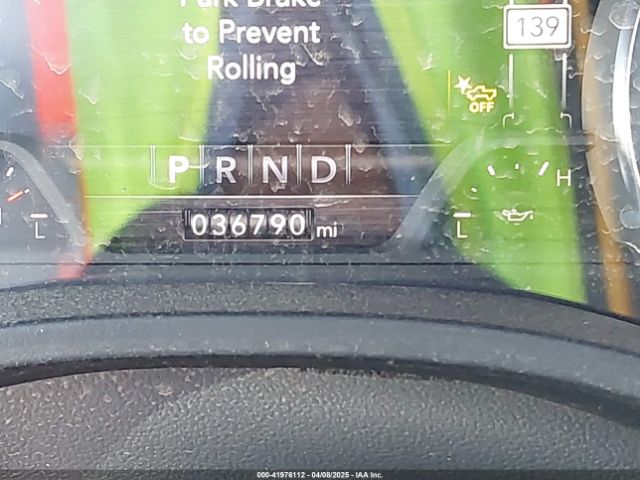 Park Brake
to Prevent
Rolling
139
OFF
P R N D
H
036790 mi
L
L
000-41976112 - 04/08/2025 - IAA Inc.